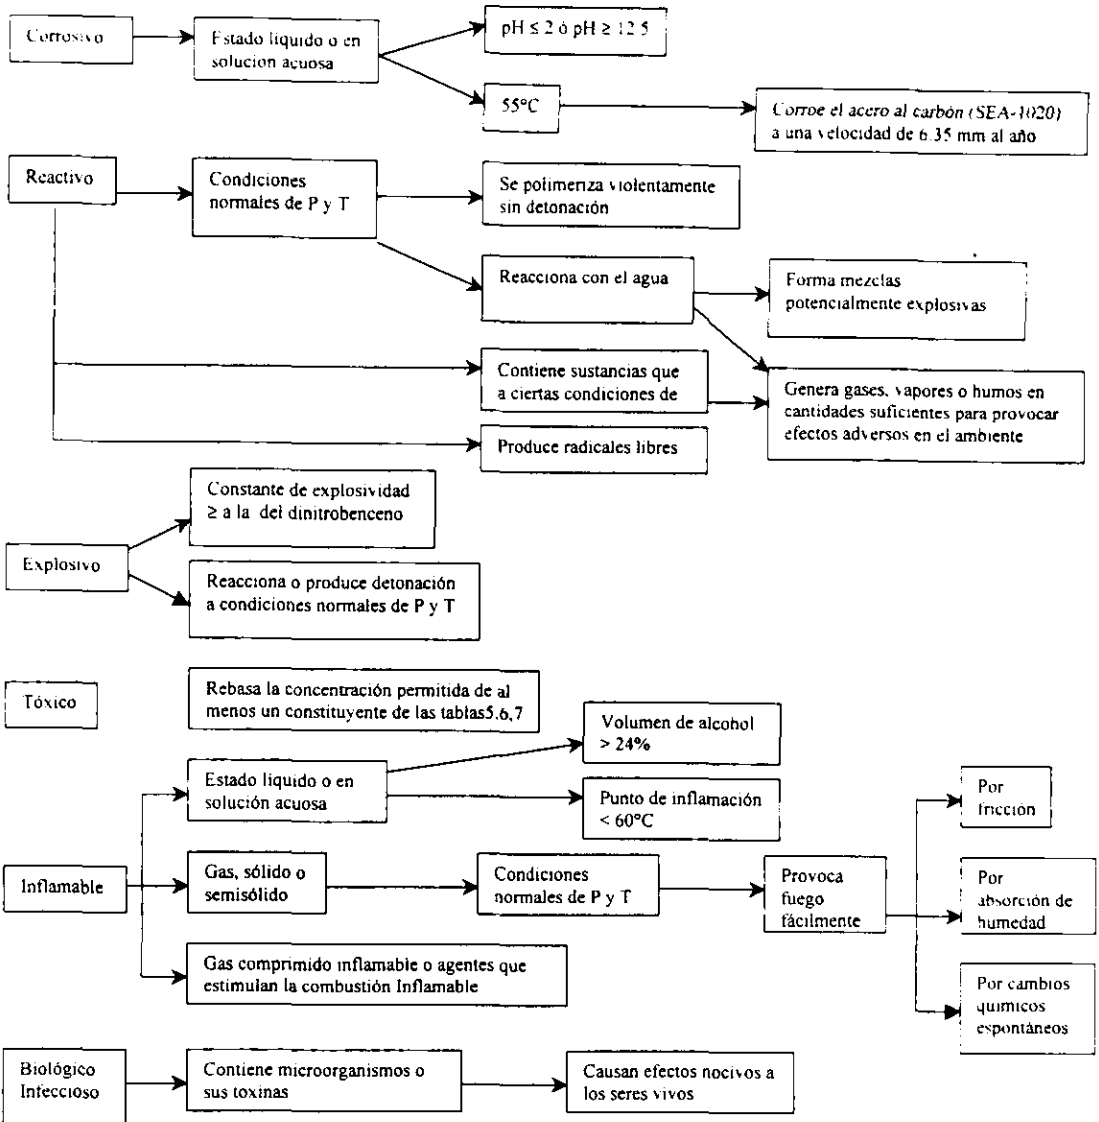 Corrosivo
Estado líquido o en
solucion acuosa
pH ≤ 2 ó pH ≥ 12 5
55°C
Corroe el acero al carbón (SEA-1020)
a una velocidad de 6.35 mm al año
Reactivo
Condiciones
normales de P y T
Se polimeriza violentamente
sin detonación
Reacciona con el agua
Forma mezclas
potencialmente explosivas
Contiene sustancias que
a ciertas condiciones de
Genera gases, vapores o humos en
cantidades suficientes para provocar
efectos adversos en el ambiente
Produce radicales libres
Explosivo
Constante de explosividad
≥ a la del dinitrobenceno
Reacciona o produce detonación
a condiciones normales de P y T
Tóxico
Rebasa la concentración permitida de al
menos un constituyente de las tablas5.6,7
Inflamable
Estado líquido o en
solución acuosa
Volumen de alcohol
> 24%
Punto de inflamación
< 60°C
Gas, sólido o
semisólido
Condiciones
normales de P y T
Provoca
fuego
fácilmente
Por
fricción
Por
absorción de
humedad
Por cambios
químicos
espontáneos
Gas comprimido inflamable o agentes que
estimulan la combustión Inflamable
Biológico
Infeccioso
Contiene microorganismos o
sus toxinas
Causan efectos nocivos a
los seres vivos